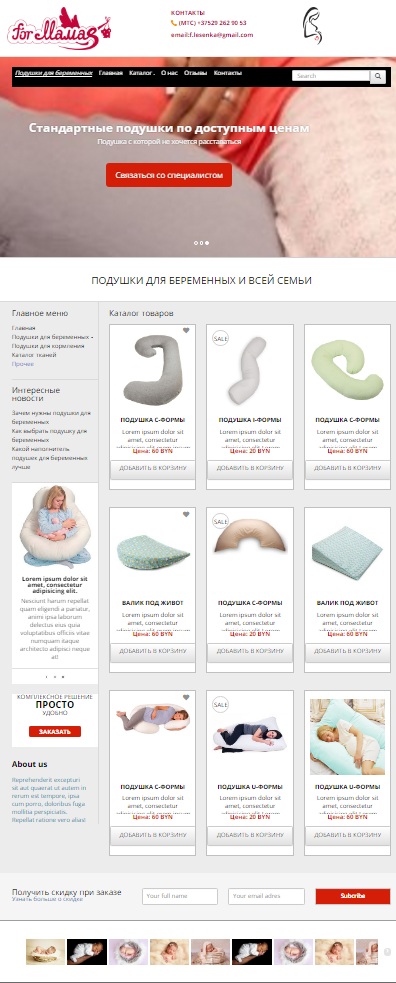 for Mamas
КОНТАКТЫ
(МТС) +37529 262 90 53
email:f.lesenka@gmail.com
Подушки для беременных Главная Каталог О нас Отзывы Контакты
Search
Стандартные подушки по доступным ценам
Подушка с которой не хочется расставаться
Связаться со специалистом
ПОДУШКИ ДЛЯ БЕРЕМЕННЫХ И ВСЕЙ СЕМЬИ
Главное меню
Главная
Подушки для беременных
Подушки для кормления
Каталог тканей
Прочее
Интересные
новости
Зачем нужны подушки для
беременных
Как выбрать подушку для
беременных
Какой наполнитель
подушек для беременных
лучше
Lorem ipsum dolor sit
amet, consectetur
adipisicing elit.
Nesciunt harum repellat
quam eligendi a pariatur,
animi ipsa laborum
delectus eius quia
voluptatibus officiis vitae
numquam itaque
architecto adipisci neque
at!
КОМПЛЕКСНОЕ РЕШЕНИЕ
ПРОСТО
УДОБНО
ЗАКАЗАТЬ
About us
Reprehenderit excepturi
sit aut quaerat ut autem in
rerum est tempore, ipsa
cum porro, doloribus fuga
mollitia perspiciatis.
Repellat ratione vero alias!
Каталог товаров
ПОДУШКА С-ФОРМЫ
Lorem ipsum dolor sit
amet, consectetur
Цена: 60 BYN
ДОБАВИТЬ В КОРЗИНУ
SALE
ПОДУШКА I-ФОРМЫ
Lorem ipsum dolor sit
amet, consectetur
Цена: 20 BYN
ДОБАВИТЬ В КОРЗИНУ
ПОДУШКА С-ФОРМЫ
Lorem ipsum dolor sit
amet, consectetur
Цена: 60 BYN
ДОБАВИТЬ В КОРЗИНУ
ВАЛИК ПОД ЖИВОТ
Lorem ipsum dolor sit
amet, consectetur
Цена: 60 BYN
ДОБАВИТЬ В КОРЗИНУ
SALE
ПОДУШКА С-ФОРМЫ
Lorem ipsum dolor sit
amet, consectetur
Цена: 20 BYN
ДОБАВИТЬ В КОРЗИНУ
ВАЛИК ПОД ЖИВОТ
Lorem ipsum dolor sit
amet, consectetur
Цена: 60 BYN
ДОБАВИТЬ В КОРЗИНУ
ПОДУШКА С-ФОРМЫ
Lorem ipsum dolor sit
amet, consectetur
Цена: 60 BYN
ДОБАВИТЬ В КОРЗИНУ
SALE
ПОДУШКА U-ФОРМЫ
Lorem ipsum dolor sit
amet, consectetur
Цена: 20 BYN
ДОБАВИТЬ В КОРЗИНУ
ПОДУШКА U-ФОРМЫ
Lorem ipsum dolor sit
amet, consectetur
Цена: 60 BYN
ДОБАВИТЬ В КОРЗИНУ
Получить скидку при заказе
Узнать больше о скидке
Your full name
Your email adres
Subcribe